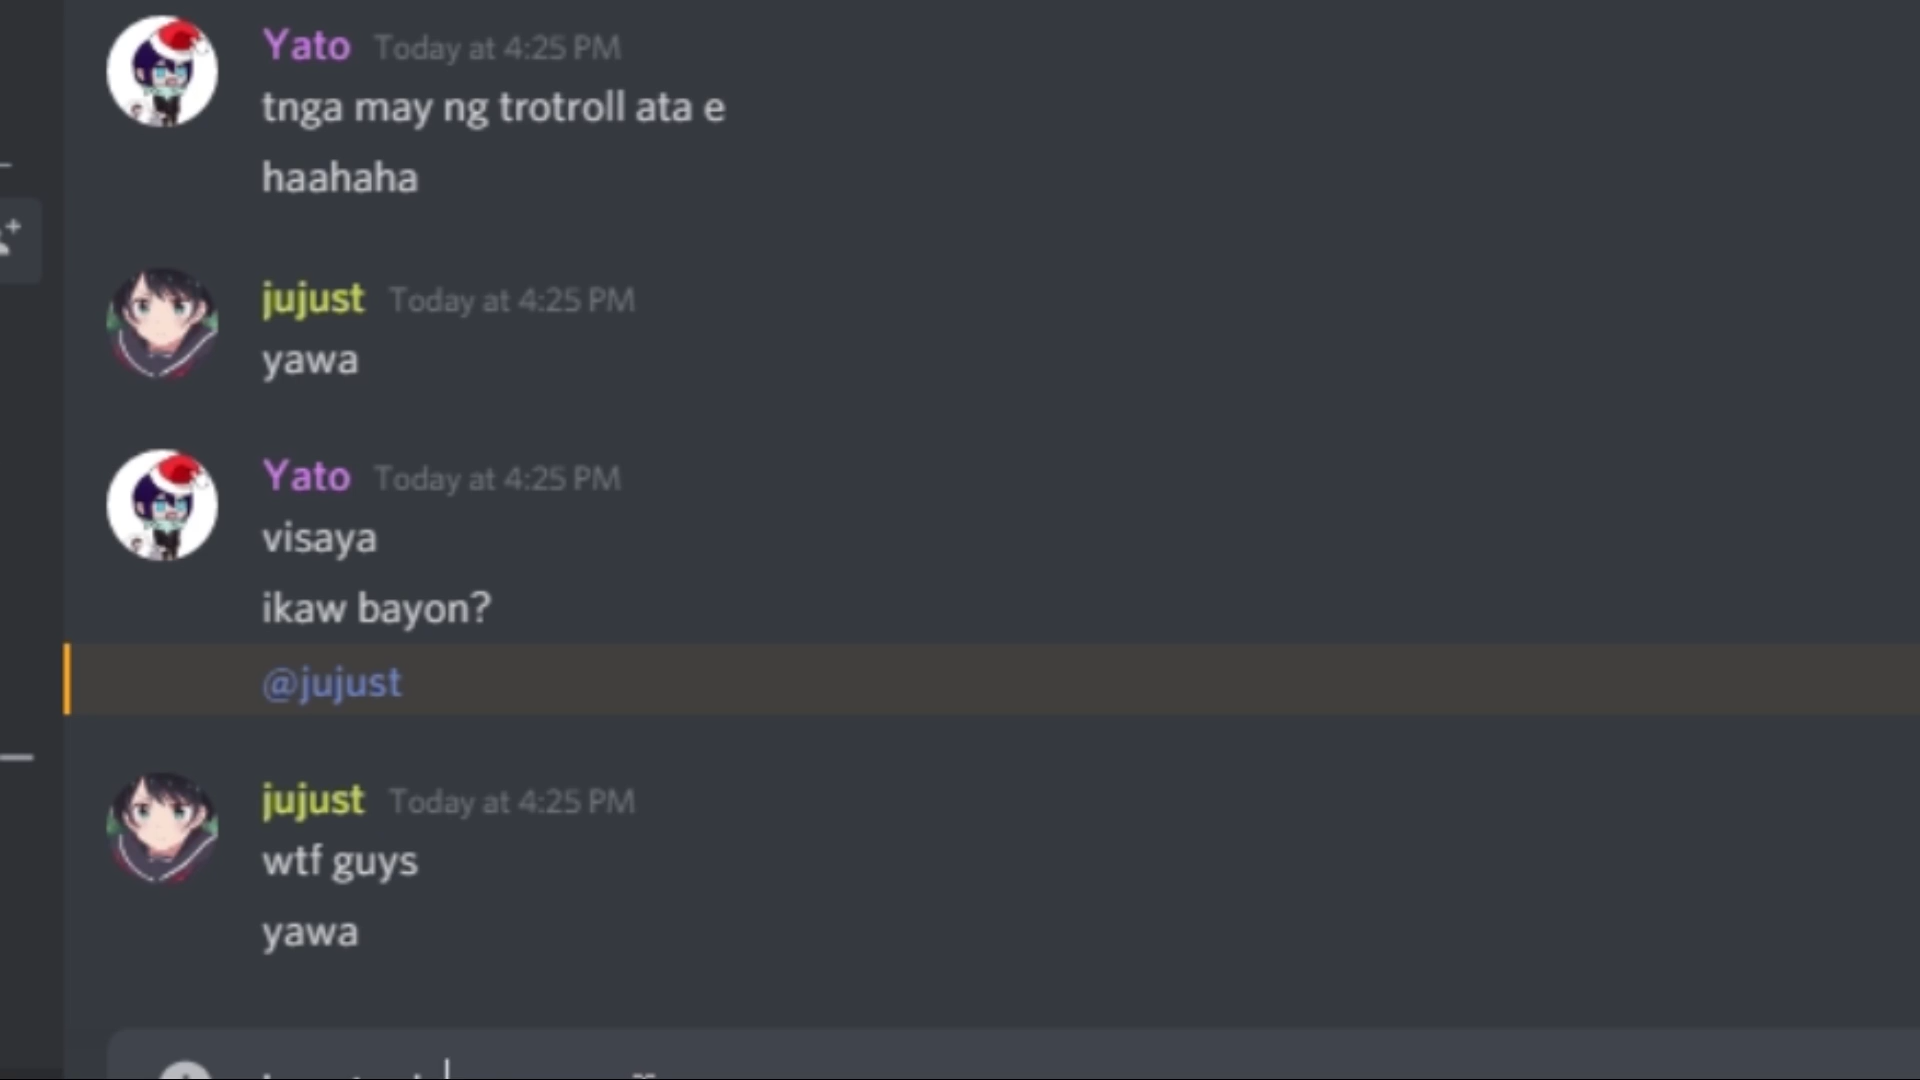 Yato Today at 4:25 PM
tnga may ng trotroll ata e
haahaha
jujust Today at 4:25 PM
yawa
Yato Today at 4:25 PM
visaya
ikaw bayon?
@jujust
jujust Today at 4:25 PM
wtf guys
yawa